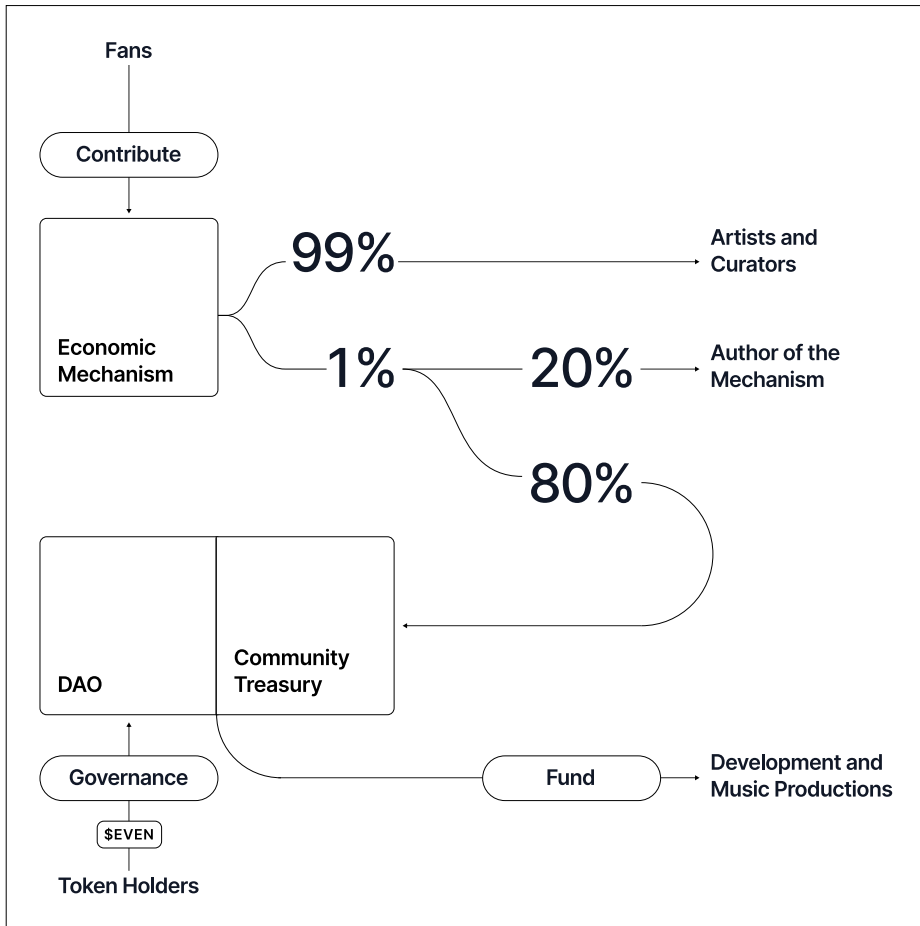 Fans
Contribute
99%
Artists and
Curators
Economic
Mechanism
1%
20%
Author of the
Mechanism
80%
DAO
Community
Treasury
Governance
Fund
Development and
Music Productions
$EVEN
Token Holders